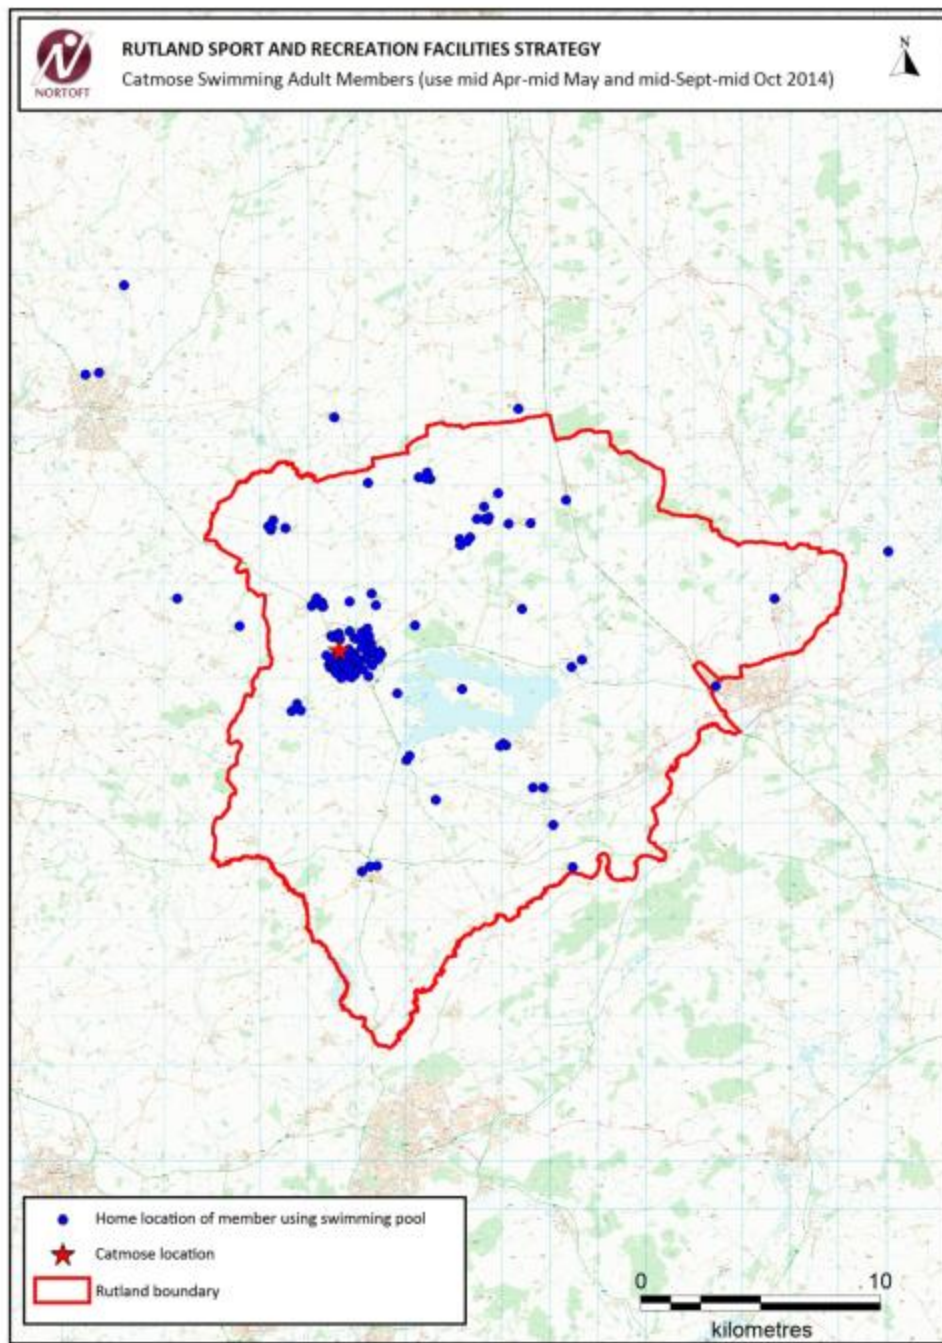 RUTLAND SPORT AND RECREATION FACILITIES STRATEGY
Catmose Swimming Adult Members (use mid Apr-mid May and mid-Sept-mid Oct 2014)
NORTOFT
N
Home location of member using swimming pool
Catmose location
Rutland boundary
0 10
kilometres